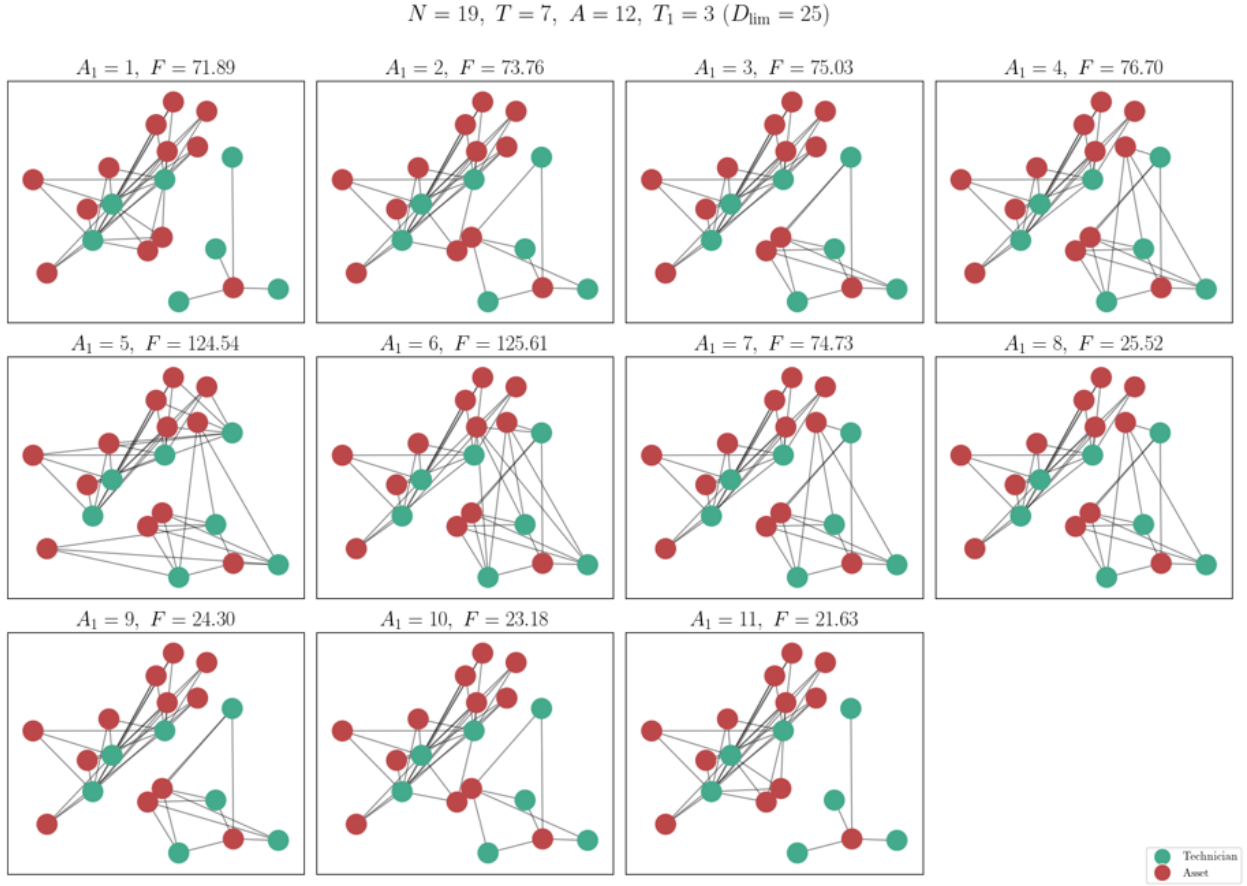 N = 19, T = 7, A = 12, T₁ = 3 (D_lim = 25)
A₁ = 1, F = 71.89
A₁ = 2, F = 73.76
A₁ = 3, F = 75.03
A₁ = 4, F = 76.70
A₁ = 5, F = 124.54
A₁ = 6, F = 125.61
A₁ = 7, F = 74.73
A₁ = 8, F = 25.52
A₁ = 9, F = 24.30
A₁ = 10, F = 23.18
A₁ = 11, F = 21.63
Technician
Asset